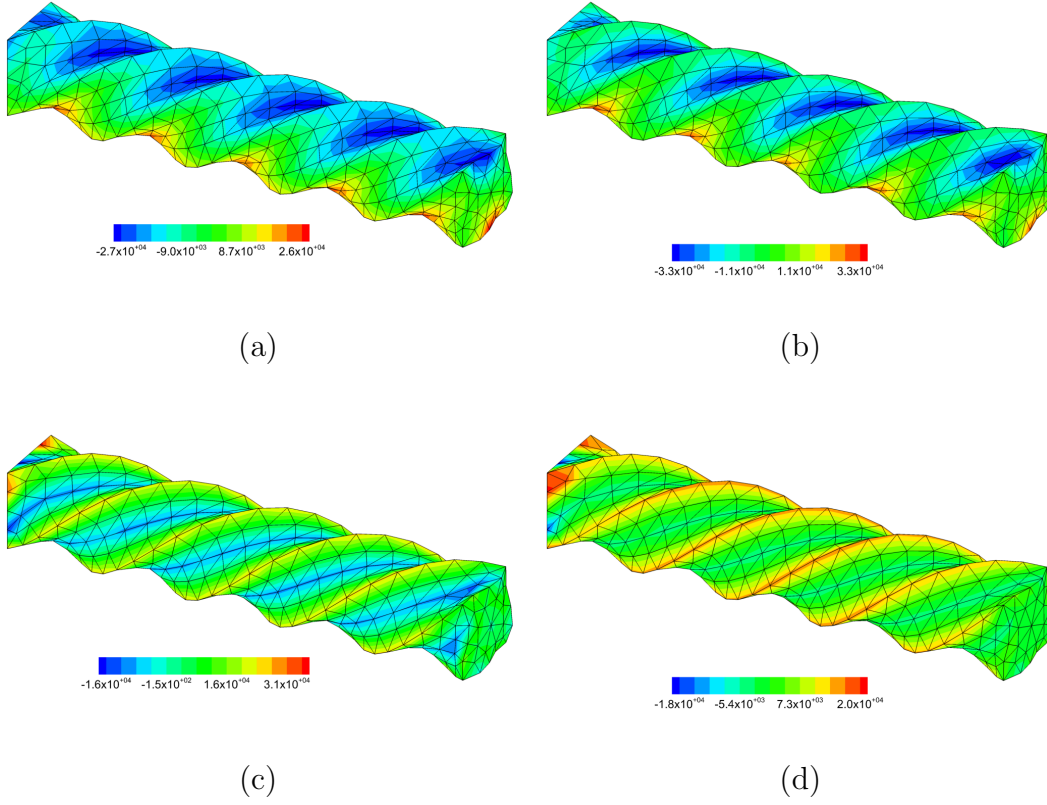 -2.7x10⁺⁰⁴ -9.0x10⁺⁰³ 8.7x10⁺⁰³ 2.6x10⁺⁰⁴
-3.3x10⁺⁰⁴ -1.1x10⁺⁰⁴ 1.1x10⁺⁰⁴ 3.3x10⁺⁰⁴
(a)
(b)
-1.6x10⁺⁰⁴ -1.5x10⁺⁰² 1.6x10⁺⁰⁴ 3.1x10⁺⁰⁴
-1.8x10⁺⁰⁴ -5.4x10⁺⁰³ 7.3x10⁺⁰³ 2.0x10⁺⁰⁴
(c)
(d)